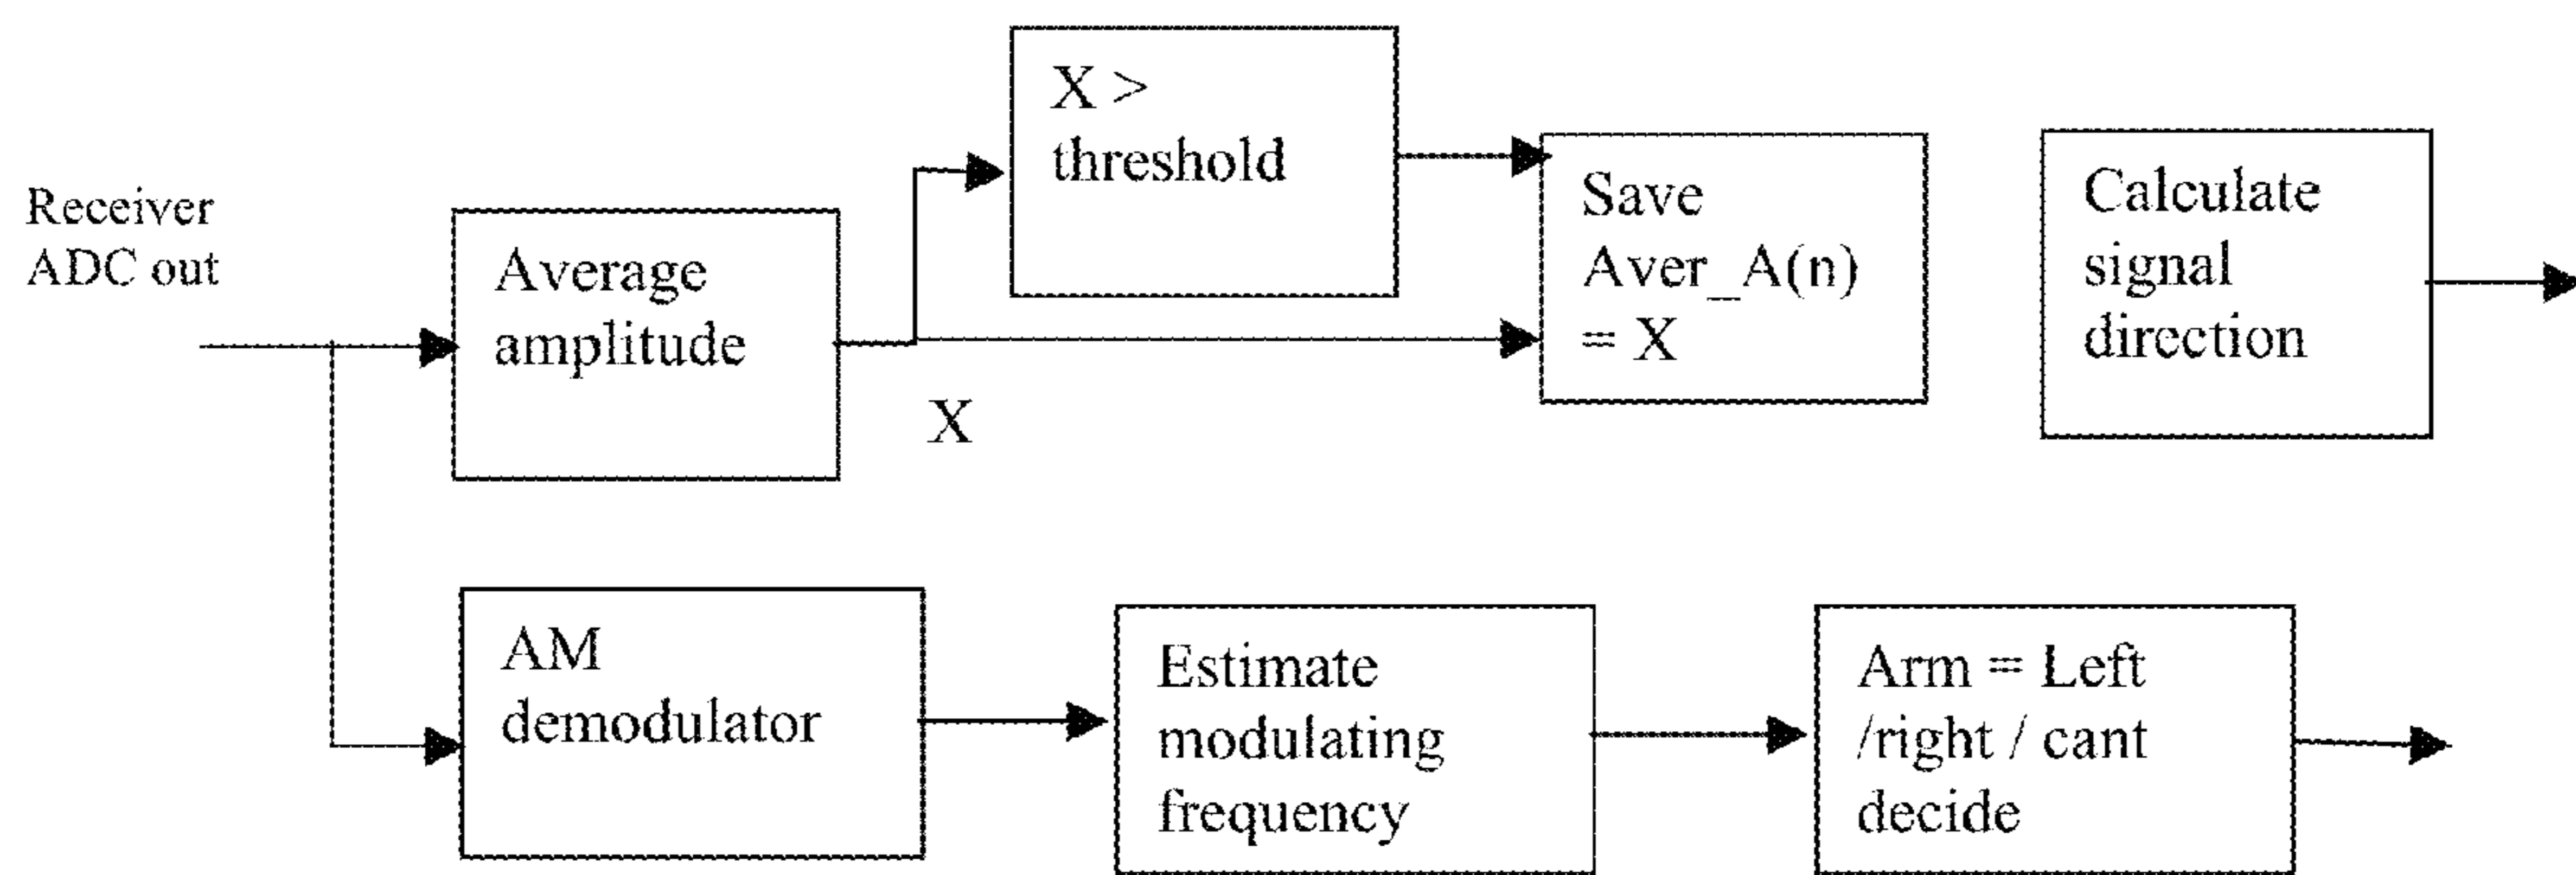 Receiver
ADC out
Average
amplitude
X
X >
threshold
Save
Aver_A(n)
= X
Calculate
signal
direction
AM
demodulator
Estimate
modulating
frequency
Arm = Left
/right / cant
decide